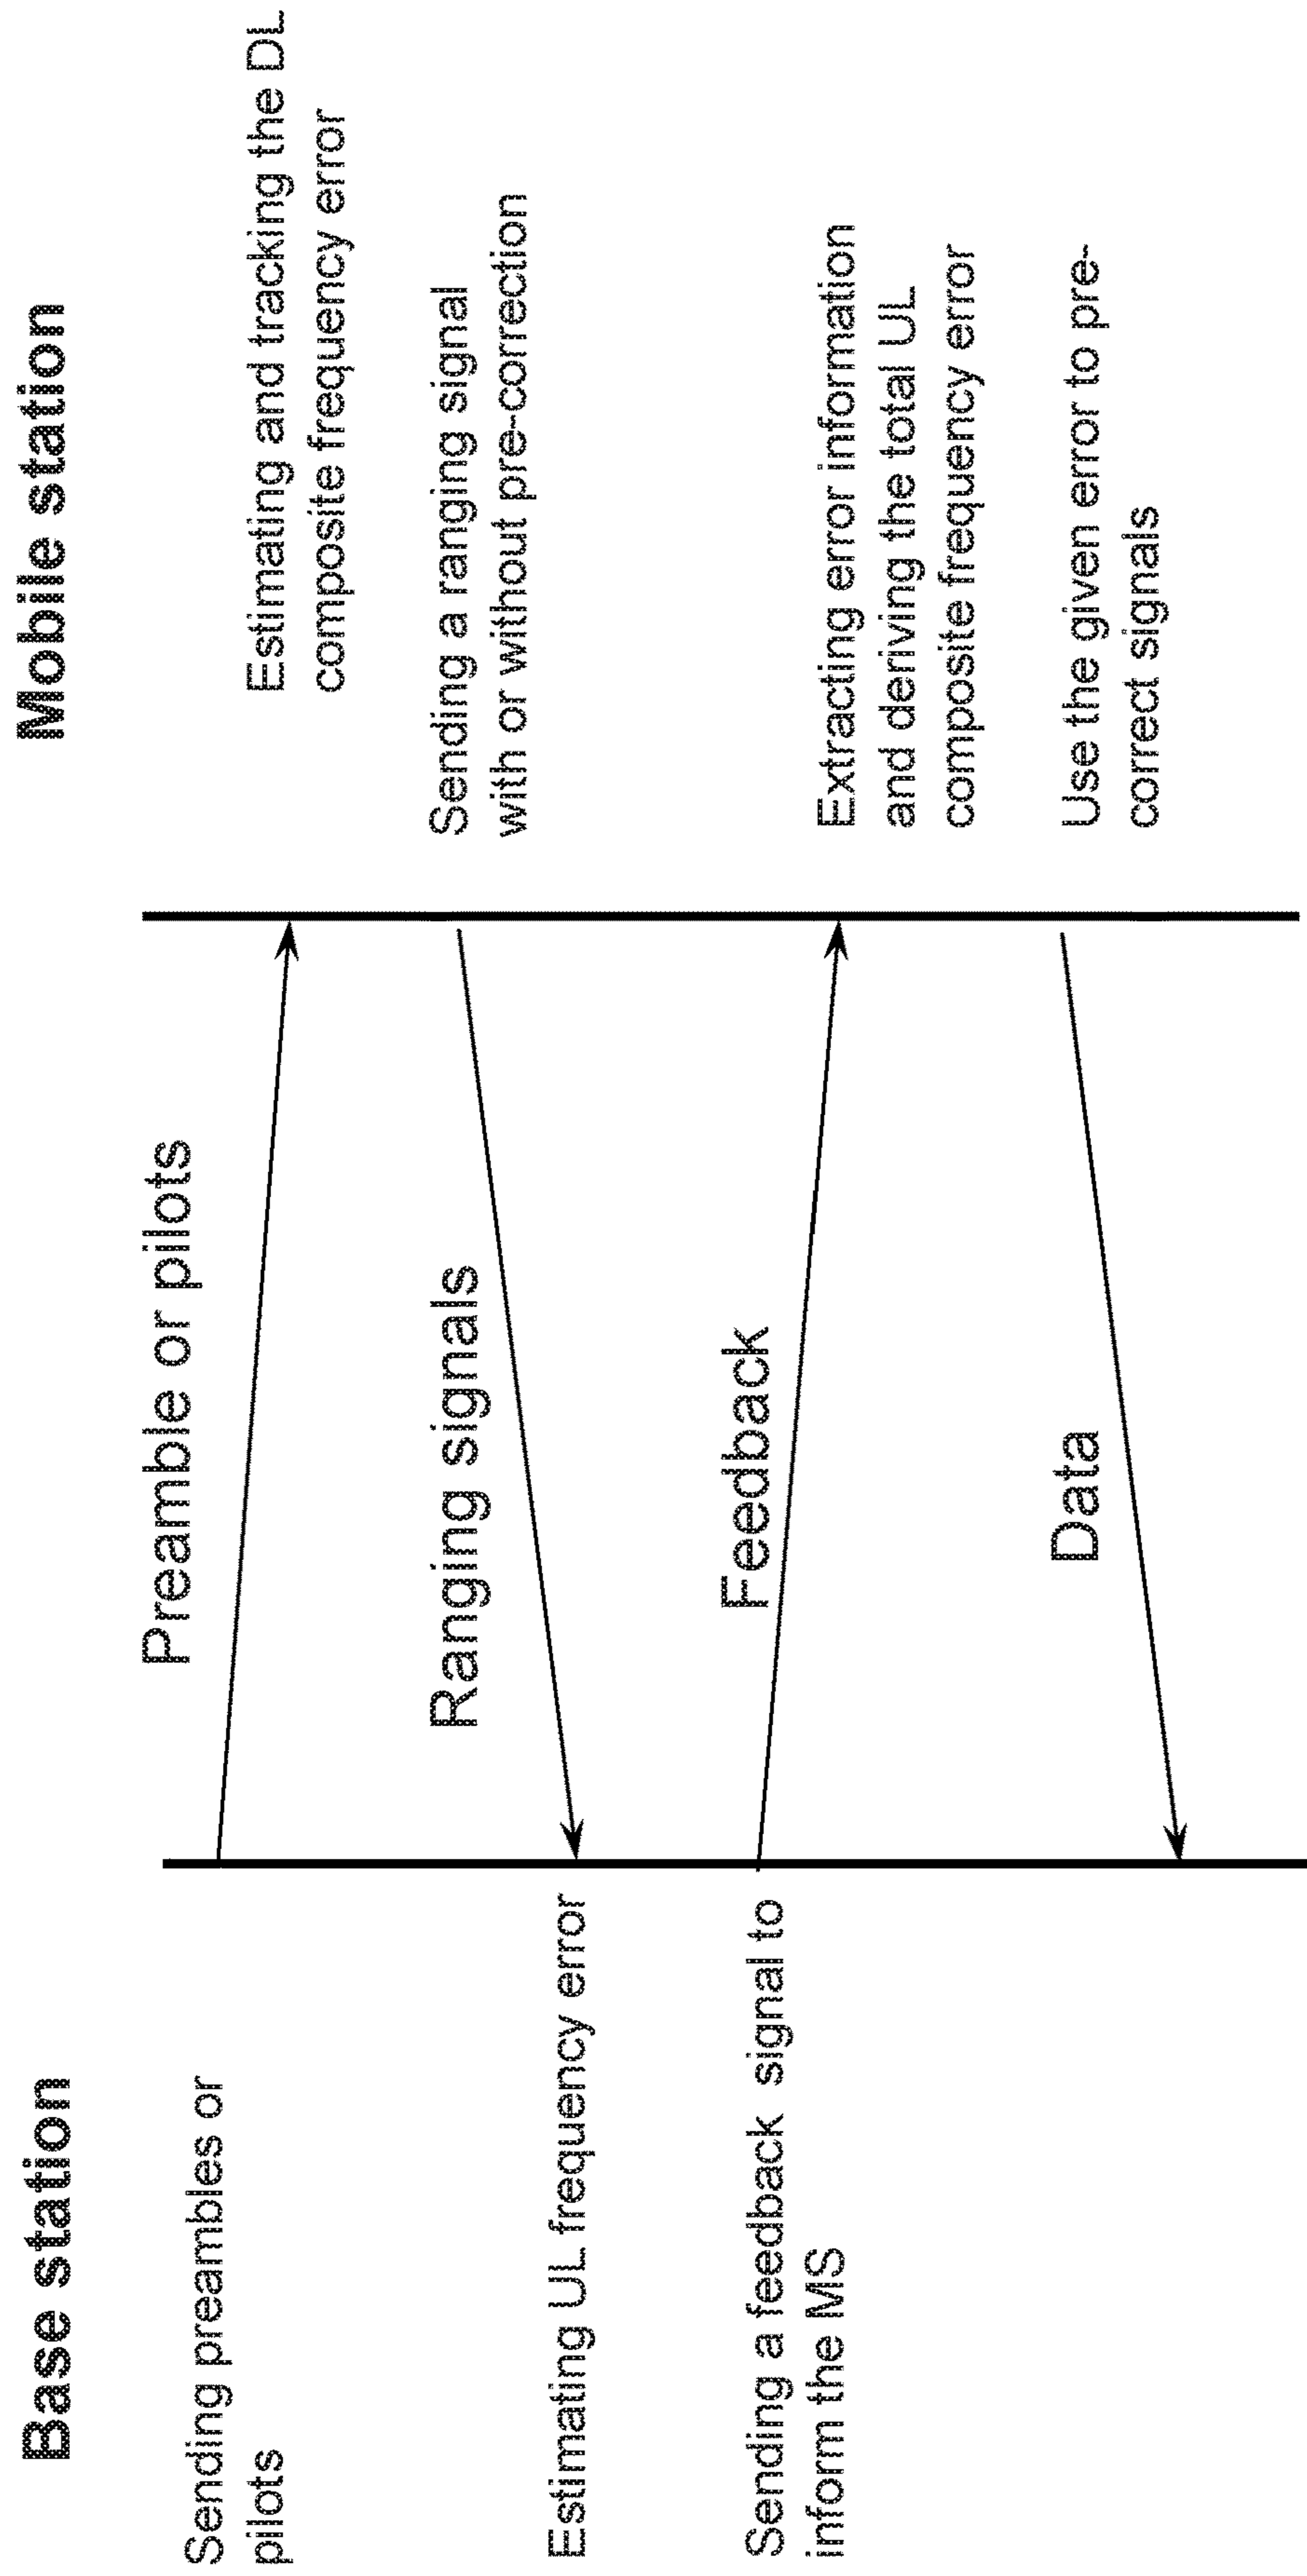 Base station
Mobile station
Sending preambles or
pilots
Preamble or pilots
Estimating and tracking the DL
composite frequency error
Ranging signals
Sending a ranging signal
with or without pre-correction
Estimating UL frequency error
Sending a feedback signal to
inform the MS
Feedback
Extracting error information
and deriving the total UL
composite frequency error
Data
Use the given error to pre-
correct signals